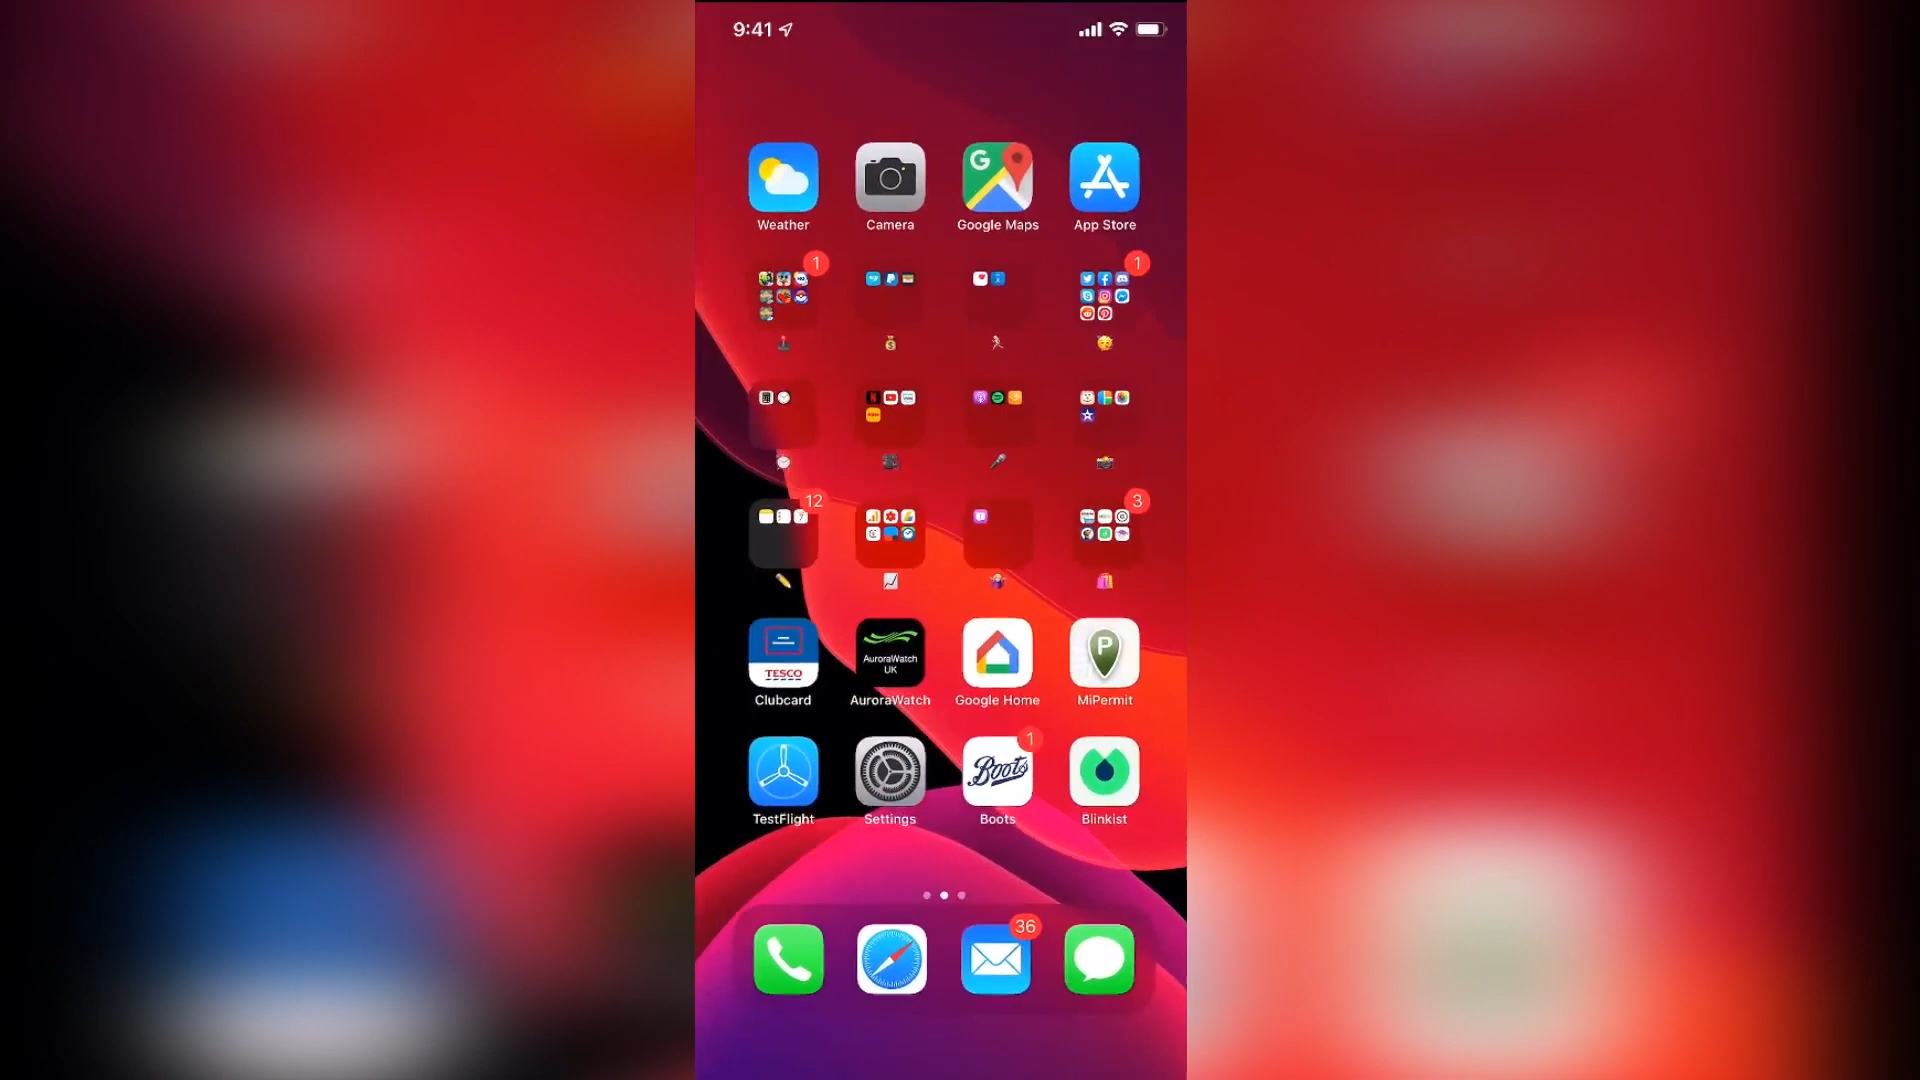 9:41
Weather Camera Google Maps App Store
1 1
12 3
TESCO
AuroraWatch
UK
P
Clubcard AuroraWatch Google Home MiPermit
1
Boots
TestFlight Settings Boots Blinkist
36